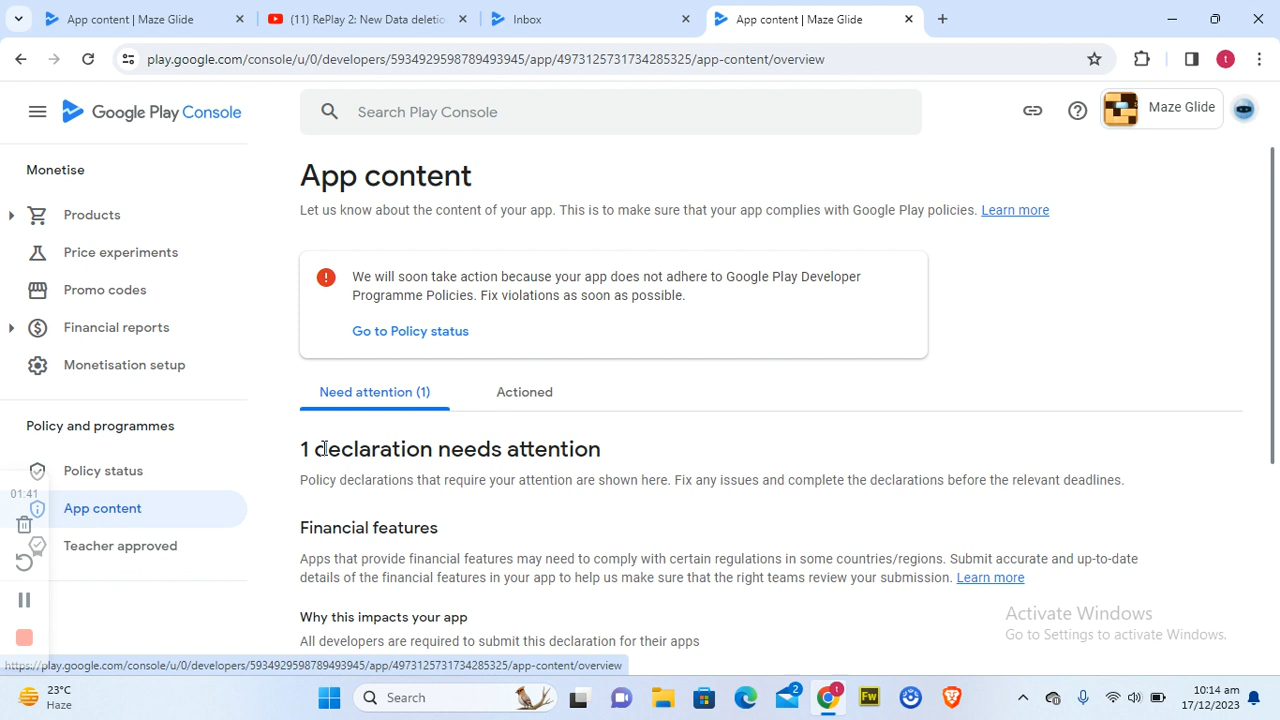 App content | Maze Glide
(11) RePlay 2: New Data deletio
Inbox
App content | Maze Glide
play.google.com/console/u/0/developers/5934929598789493945/app/4973125731734285325/app-content/overview
t
Google Play Console
Search Play Console
Maze Glide
Monetise
Products
Price experiments
Promo codes
Financial reports
Monetisation setup
Policy and programmes
Policy status
01:41
App content
Teacher approved
App content
Let us know about the content of your app. This is to make sure that your app complies with Google Play policies. Learn more
We will soon take action because your app does not adhere to Google Play Developer
Programme Policies. Fix violations as soon as possible.
Go to Policy status
Need attention (1)
Actioned
1 declaration needs attention
Policy declarations that require your attention are shown here. Fix any issues and complete the declarations before the relevant deadlines.
Financial features
Apps that provide financial features may need to comply with certain regulations in some countries/regions. Submit accurate and up-to-date
details of the financial features in your app to help us make sure that the right teams review your submission. Learn more
Why this impacts your app
All developers are required to submit this declaration for their apps
Activate Windows
Go to Settings to activate Windows.
https://play.google.com/console/u/0/developers/5934929598789493945/app/4973125731734285325/app-content/overview
23°C
Haze
Search
2
t
Fw
10:14 am
17/12/2023